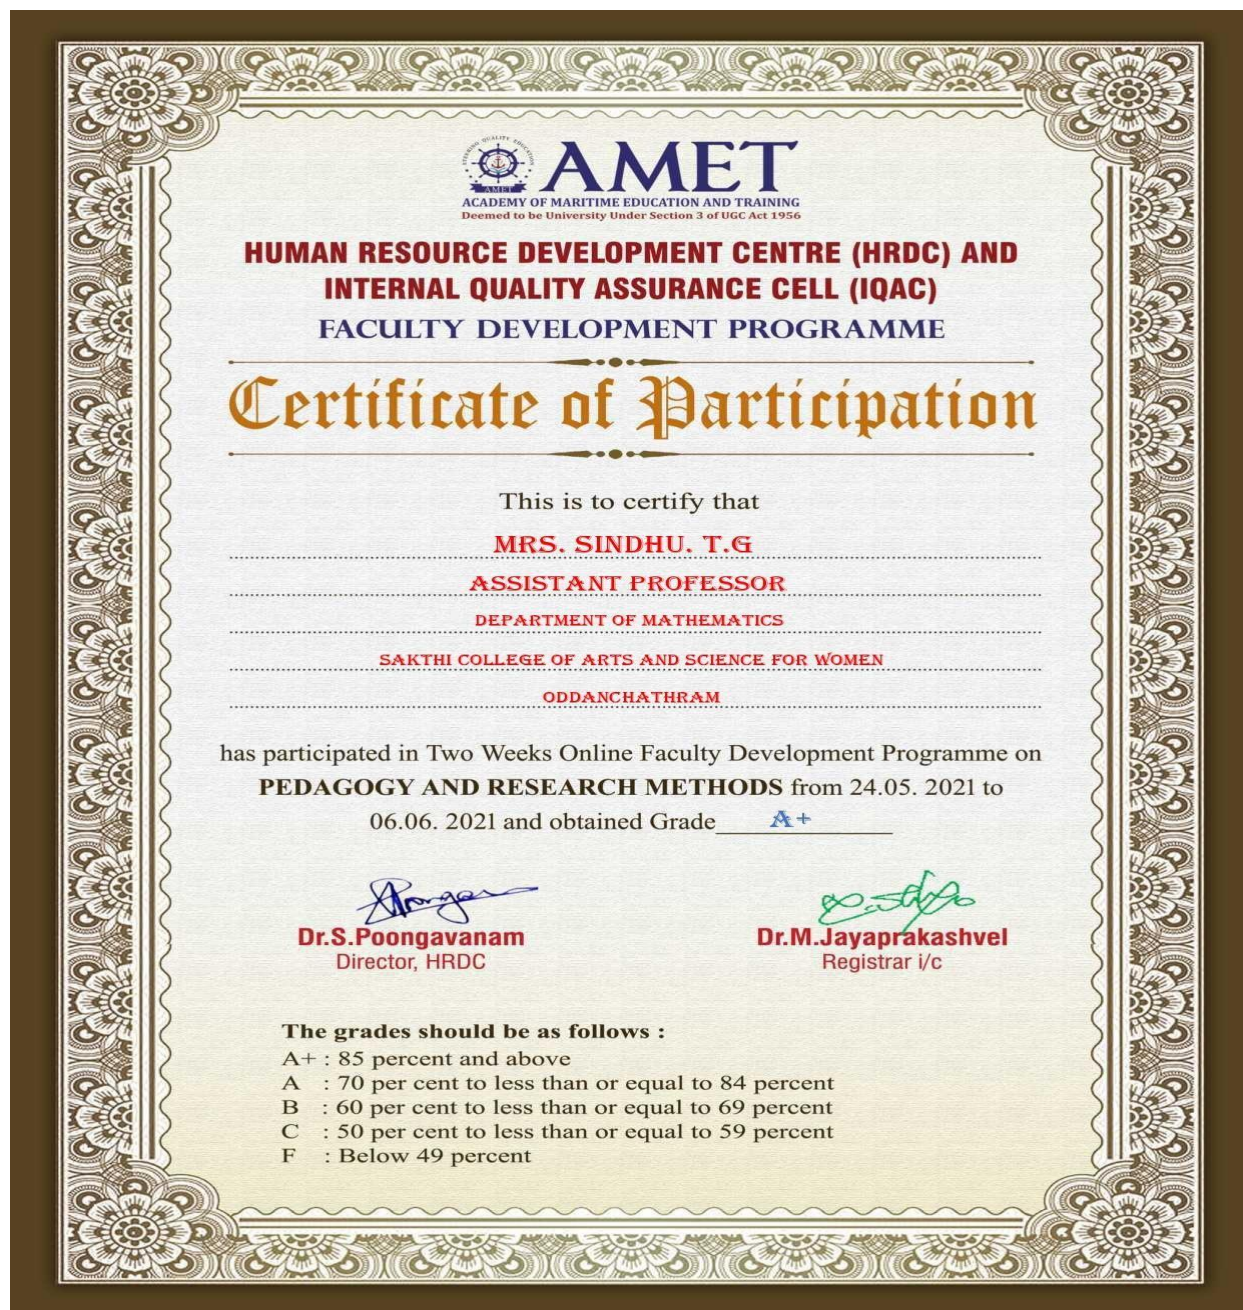 STEERING QUALITY EDUCATION
AMET
AMET
ACADEMY OF MARITIME EDUCATION AND TRAINING
Deemed to be University Under Section 3 of UGC Act 1956
HUMAN RESOURCE DEVELOPMENT CENTRE (HRDC) AND
INTERNAL QUALITY ASSURANCE CELL (IQAC)
FACULTY DEVELOPMENT PROGRAMME
Certificate of Participation
This is to certify that
MRS. SINDHU. T.G
ASSISTANT PROFESSOR
DEPARTMENT OF MATHEMATICS
SAKTHI COLLEGE OF ARTS AND SCIENCE FOR WOMEN
ODDANCHATHRAM
has participated in Two Weeks Online Faculty Development Programme on
PEDAGOGY AND RESEARCH METHODS from 24.05. 2021 to
06.06. 2021 and obtained Grade A+
Dr.S.Poongavanam Dr.M.Jayaprakashvel
Director, HRDC Registrar i/c
The grades should be as follows :
A+ : 85 percent and above
A : 70 per cent to less than or equal to 84 percent
B : 60 per cent to less than or equal to 69 percent
C : 50 per cent to less than or equal to 59 percent
F : Below 49 percent